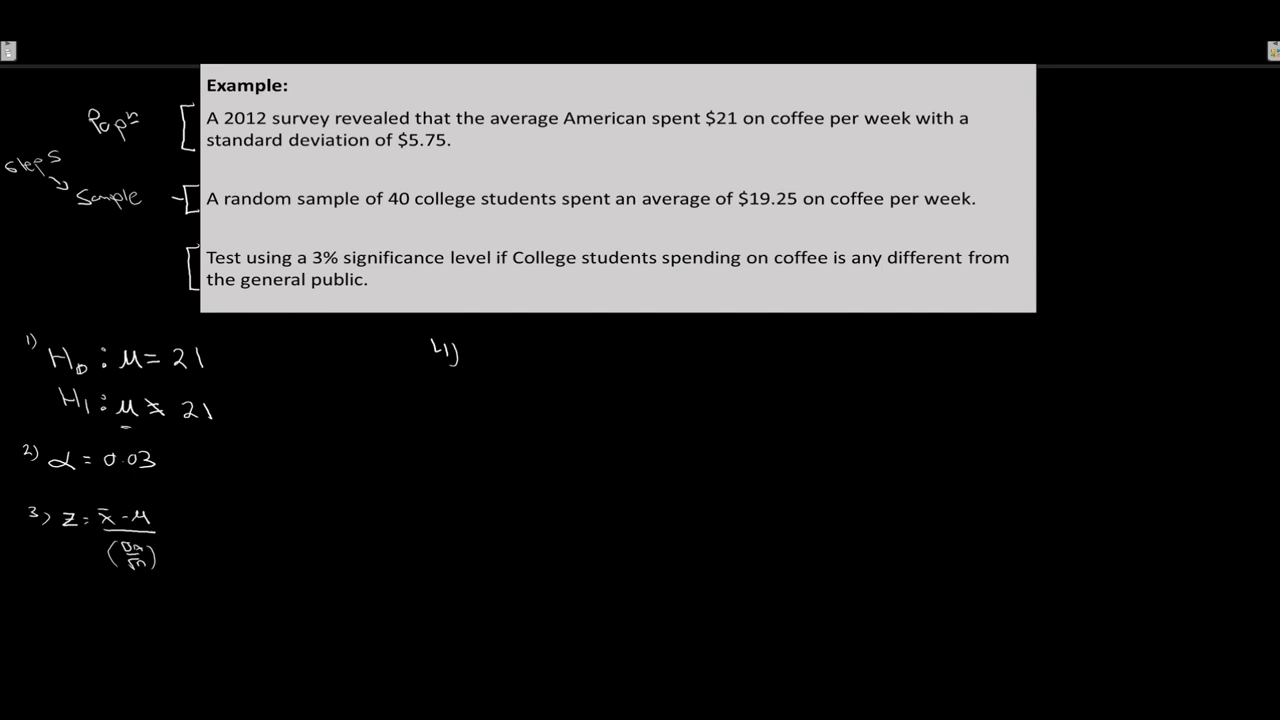 Example:
Popⁿ
A 2012 survey revealed that the average American spent $21 on coffee per week with a
standard deviation of $5.75.
Steps
Sample
A random sample of 40 college students spent an average of $19.25 on coffee per week.
Test using a 3% significance level if College students spending on coffee is any different from
the general public.
1) H₀ : μ = 21
H₁ : μ ≠ 21
2) α = 0.03
3) z = x̄ - μ
(σₓ/√n)
4)